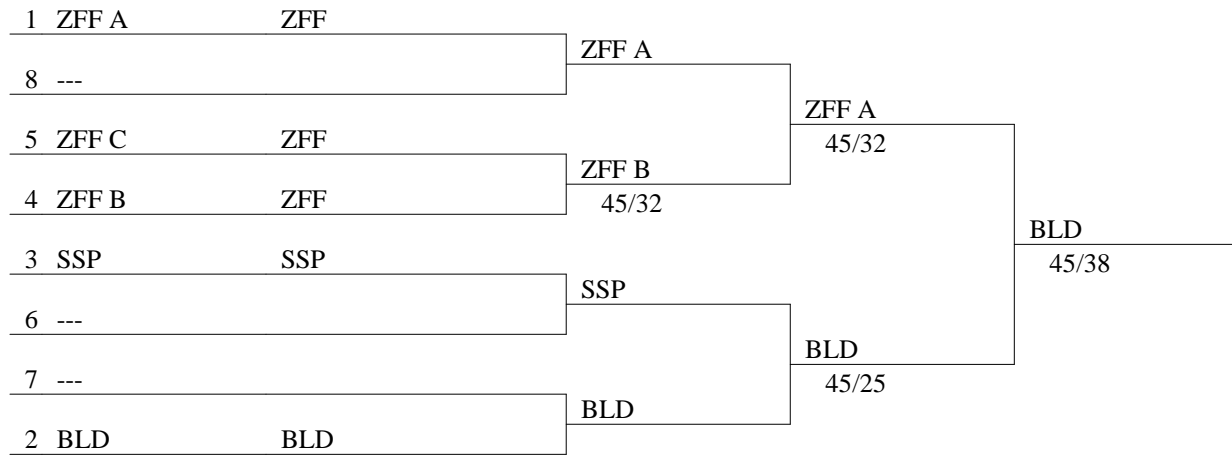 1 ZFF A ZFF
ZFF A
8 ---
ZFF A
45/32
5 ZFF C ZFF
ZFF B
45/32
4 ZFF B ZFF
BLD
45/38
3 SSP SSP
SSP
6 ---
BLD
45/25
7 ---
BLD
2 BLD BLD